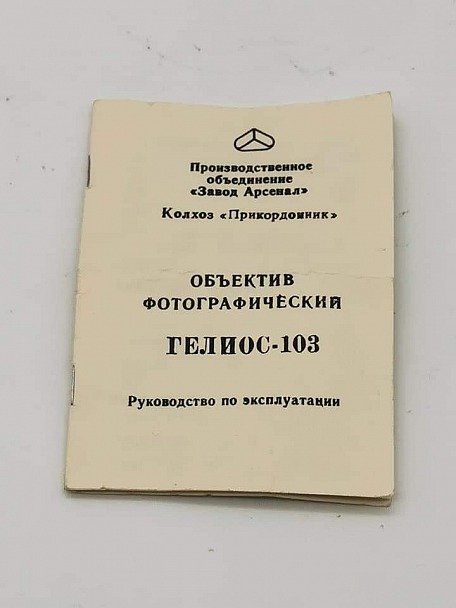 Производственное
объединение
«Завод Арсенал»
Колхоз «Прикордонник»
ОБЪЕКТИВ
ФОТОГРАФИЧЕСКИЙ
ГЕЛИОС-103
Руководство по эксплуатации